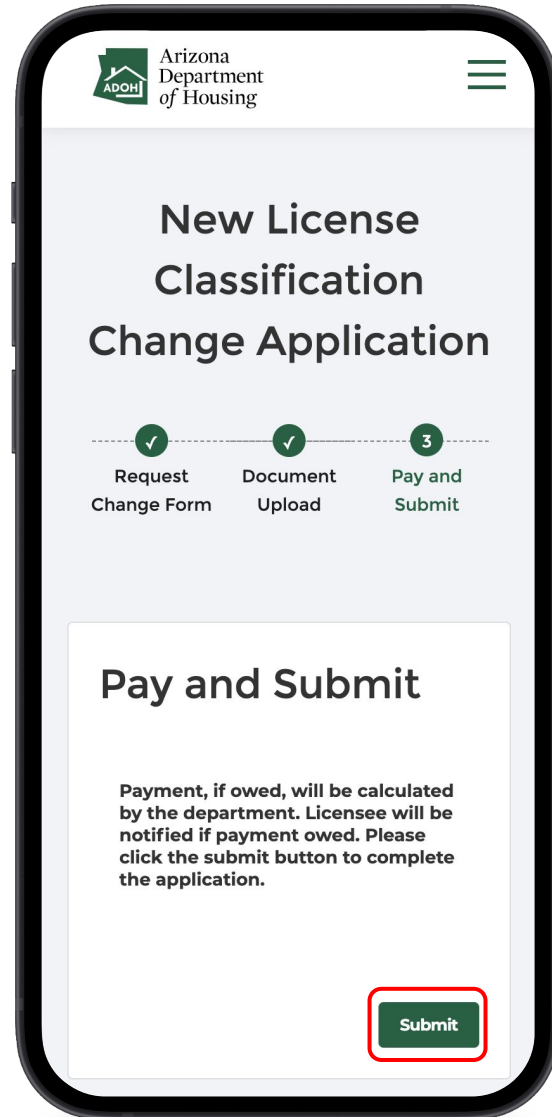 ADOH
Arizona
Department
of Housing
New License
Classification
Change Application
✓
✓
3
Request
Change Form
Document
Upload
Pay and
Submit
Pay and Submit
Payment, if owed, will be calculated
by the department. Licensee will be
notified if payment owed. Please
click the submit button to complete
the application.
Submit